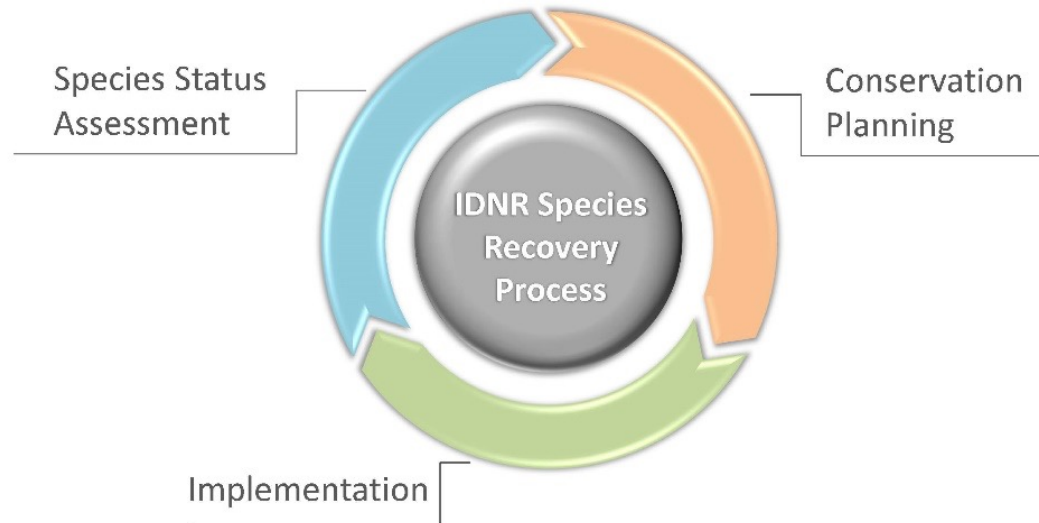 Species Status
Assessment
Conservation
Planning
IDNR Species
Recovery
Process
Implementation